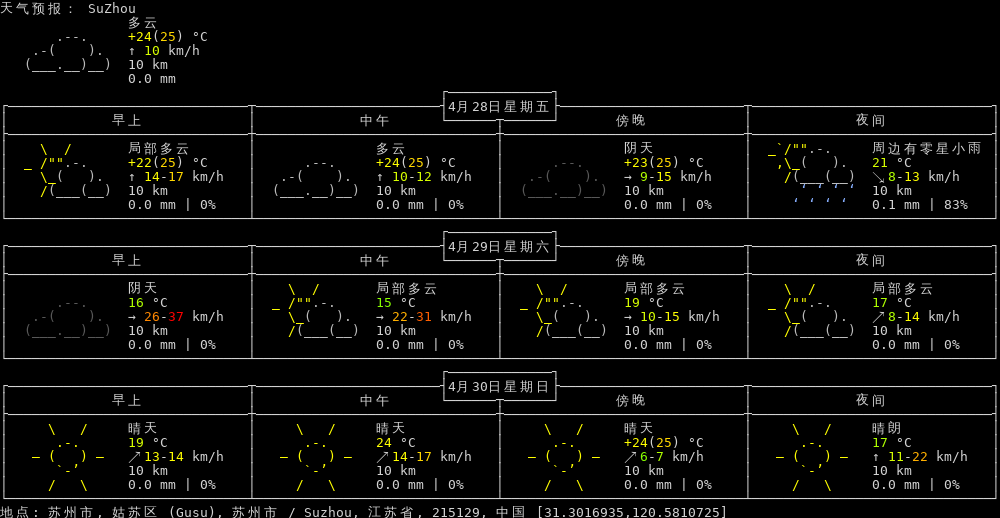 天气预报: SuZhou
多云
+24(25) °C
↑ 10 km/h
10 km
0.0 mm
4月28日星期五
早上 中午 傍晚 夜间
局部多云 多云 阴天 周边有零星小雨
+22(25) °C +24(25) °C +23(25) °C 21 °C
↑ 14-17 km/h ↑ 10-12 km/h → 9-15 km/h ↘ 8-13 km/h
10 km 10 km 10 km 10 km
0.0 mm | 0% 0.0 mm | 0% 0.0 mm | 0% 0.1 mm | 83%
4月29日星期六
早上 中午 傍晚 夜间
阴天 局部多云 局部多云 局部多云
16 °C 15 °C 19 °C 17 °C
→ 26-37 km/h → 22-31 km/h → 10-15 km/h ↗ 8-14 km/h
10 km 10 km 10 km 10 km
0.0 mm | 0% 0.0 mm | 0% 0.0 mm | 0% 0.0 mm | 0%
4月30日星期日
早上 中午 傍晚 夜间
晴天 晴天 晴天 晴朗
19 °C 24 °C +24(25) °C 17 °C
↗ 13-14 km/h ↗ 14-17 km/h ↗ 6-7 km/h ↑ 11-22 km/h
10 km 10 km 10 km 10 km
0.0 mm | 0% 0.0 mm | 0% 0.0 mm | 0% 0.0 mm | 0%
地点: 苏州市, 姑苏区 (Gusu), 苏州市 / Suzhou, 江苏省, 215129, 中国 [31.3016935,120.5810725]